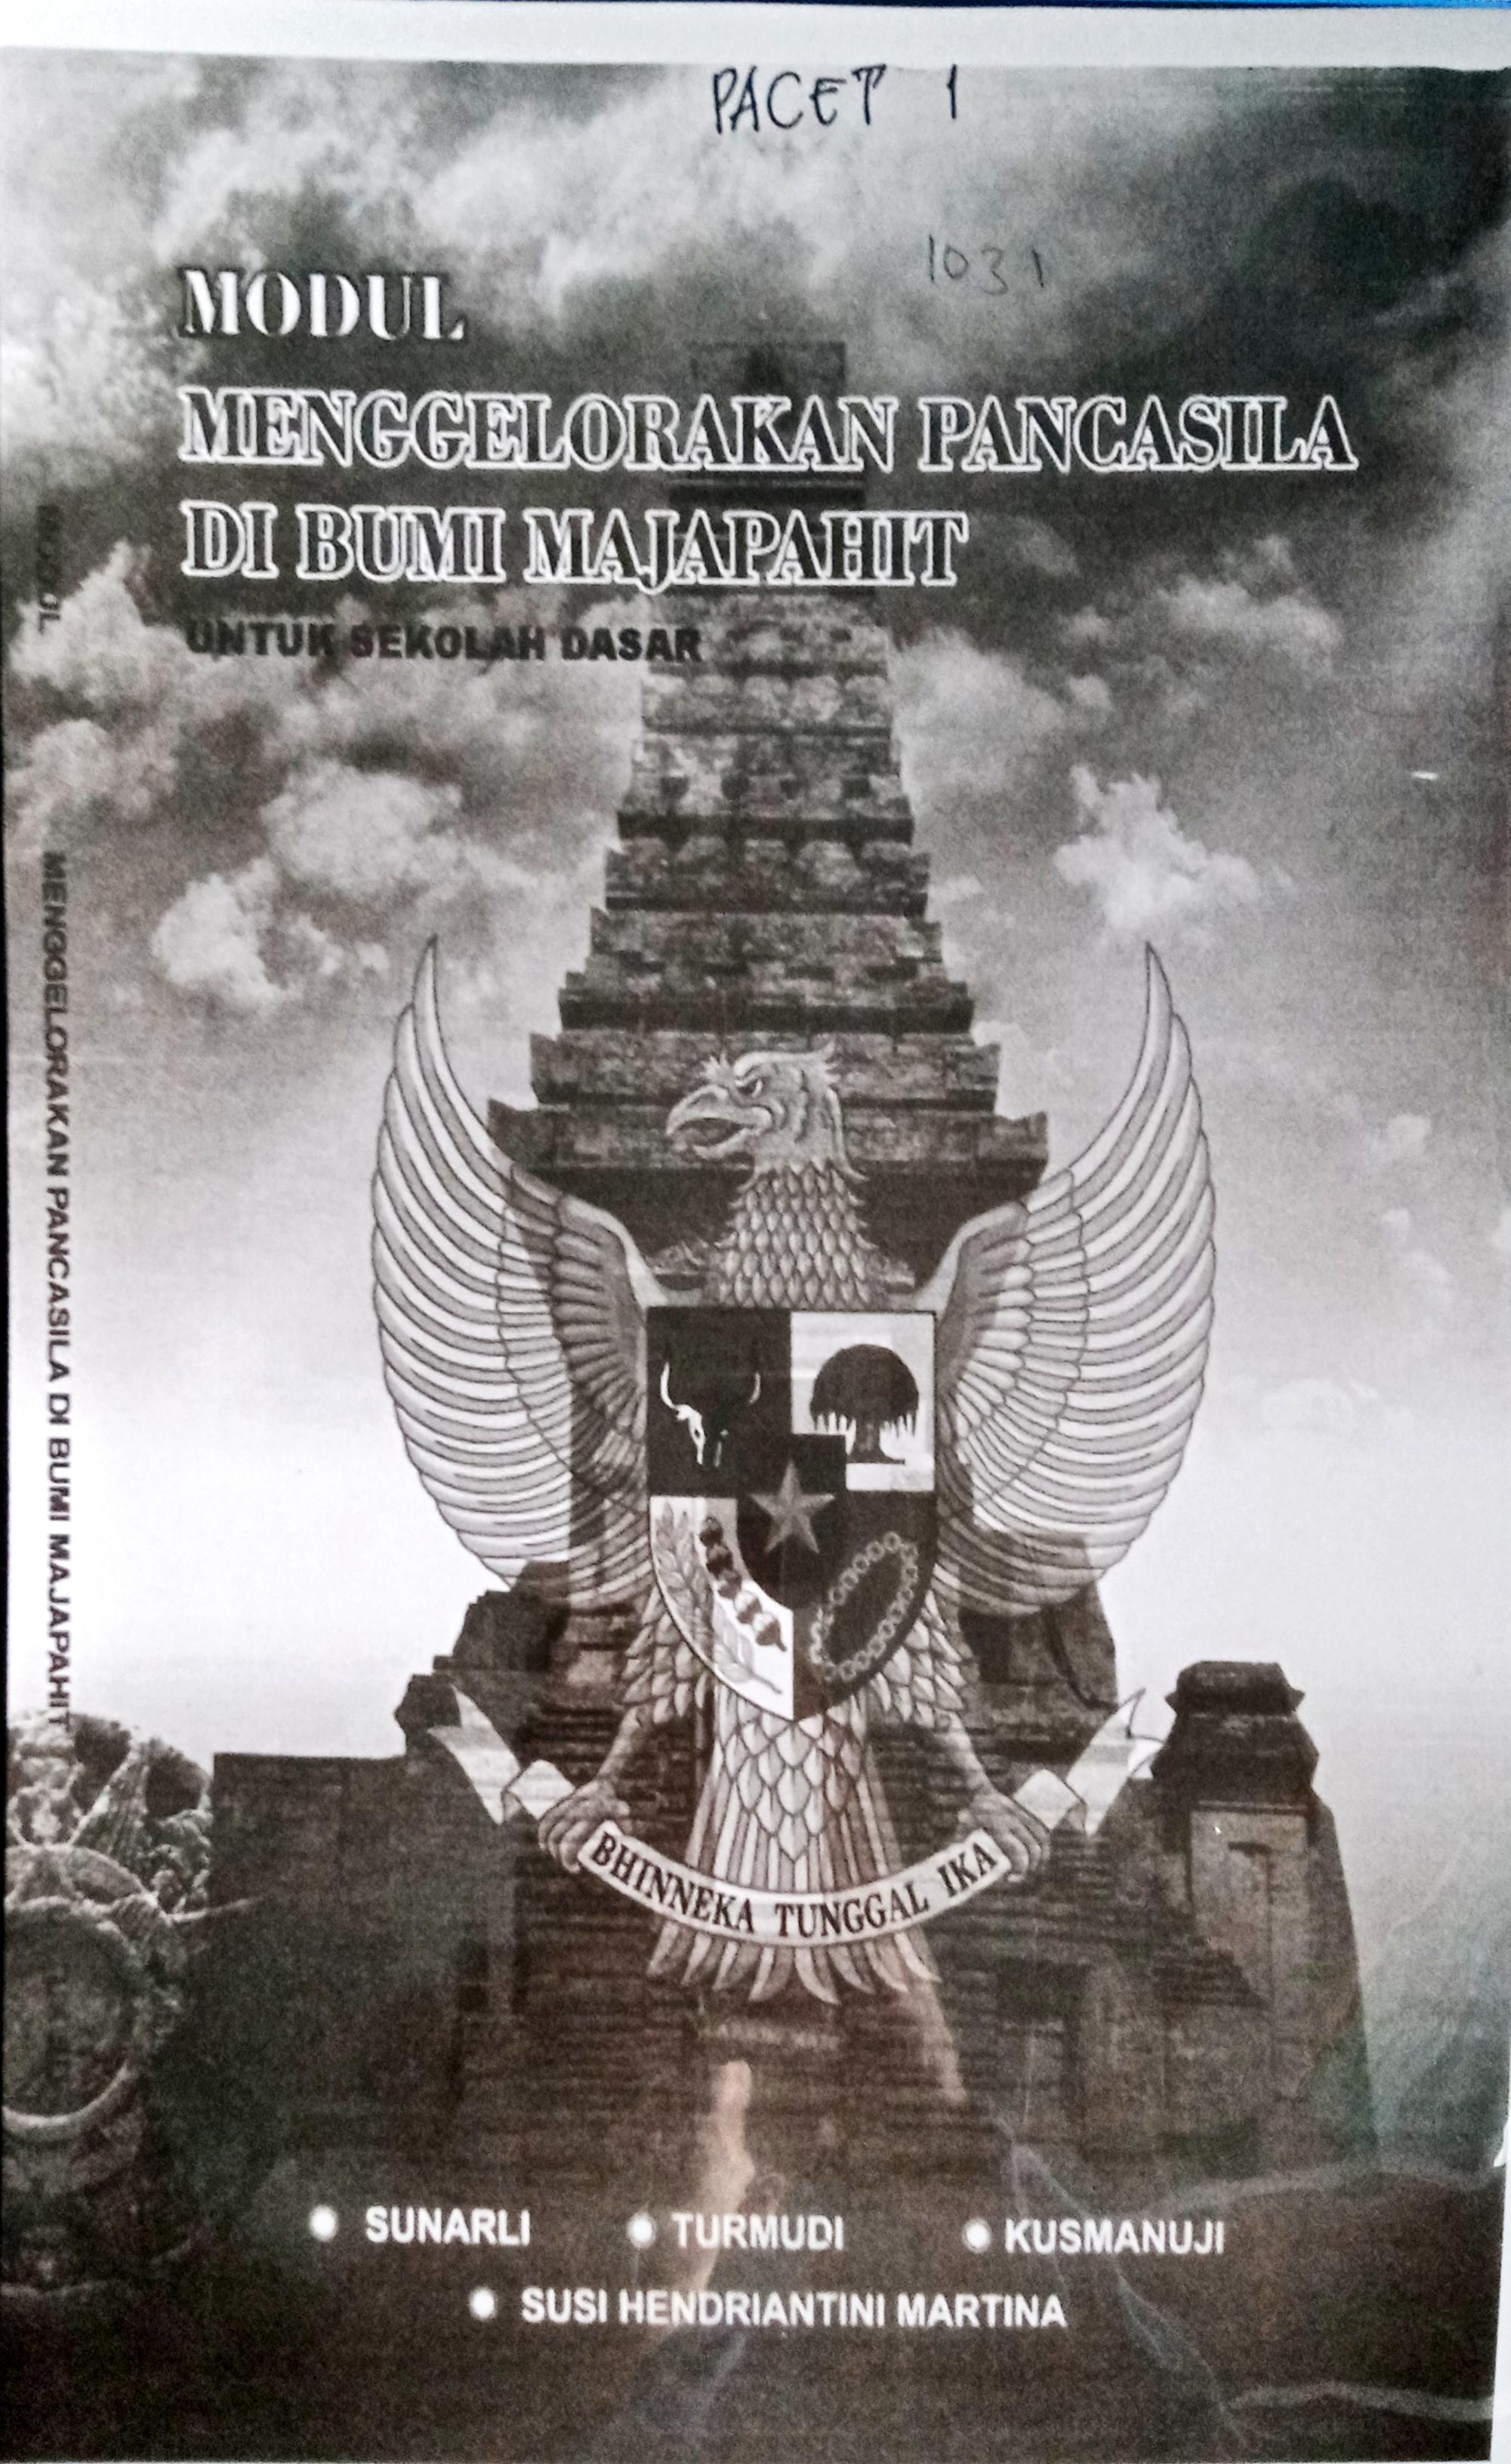 PACET 1
1031
MODUL
MENGGELORAKAN PANCASILA
DI BUMI MAJAPAHIT
UNTUK SEKOLAH DASAR
MODUL MENGGELORAKAN PANCASILA DI BUMI MAJAPAHIT
BHINNEKA TUNGGAL IKA
SUNARLI TURMUDI KUSMANUJI
SUSI HENDRIANTINI MARTINA